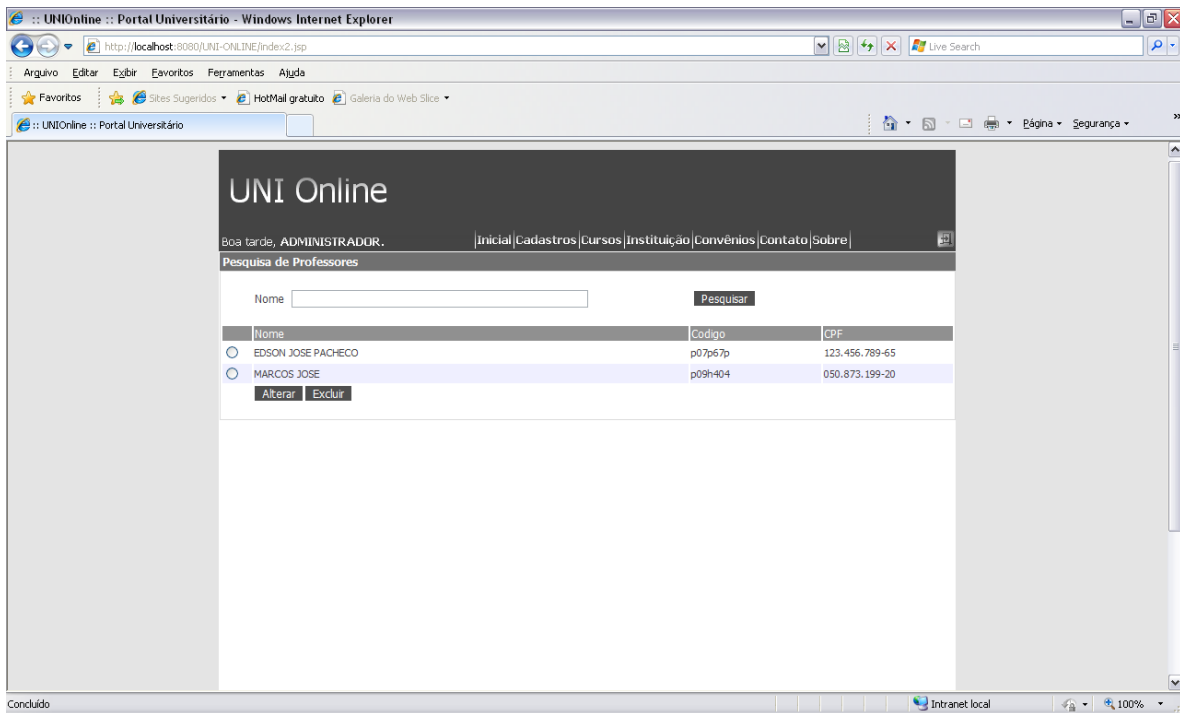 :: UNIOnline :: Portal Universitário - Windows Internet Explorer
http://localhost:8080/UNI-ONLINE/index2.jsp Live Search
Arquivo Editar Exibir Favoritos Ferramentas Ajuda
Favoritos Sites Sugeridos HotMail gratuito Galeria do Web Slice
:: UNIOnline :: Portal Universitário Página Segurança »
UNI Online
Boa tarde, ADMINISTRADOR. |Inicial|Cadastros|Cursos|Instituição|Convênios|Contato|Sobre|
Pesquisa de Professores
Nome Pesquisar
Nome Codigo CPF
EDSON JOSE PACHECO p07p67p 123.456.789-65
MARCOS JOSE p09h404 050.873.199-20
Alterar Excluir
Concluído Intranet local 100%